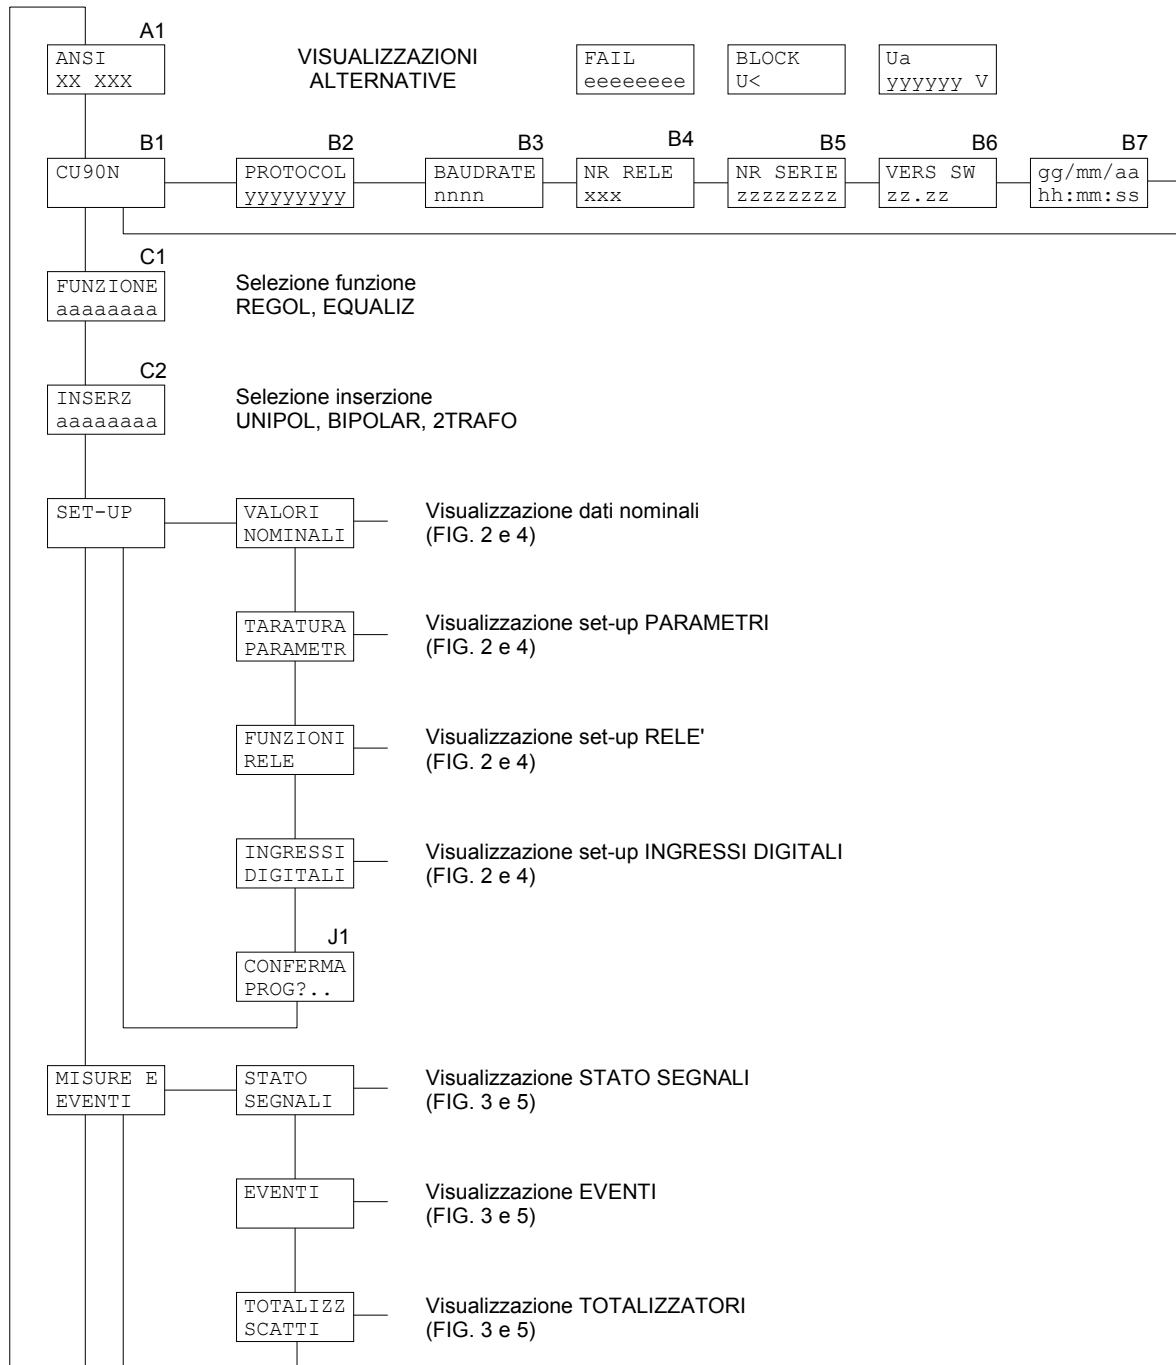 A1
ANSI
XX XXX
VISUALIZZAZIONI
ALTERNATIVE
FAIL
eeeeeeee
BLOCK
U<
Ua
yyyyyy V
B1
CU90N
B2
PROTOCOL
yyyyyyyy
B3
BAUDRATE
nnnn
B4
NR RELE
xxx
B5
NR SERIE
zzzzzzzz
B6
VERS SW
zz.zz
B7
gg/mm/aa
hh:mm:ss
C1
FUNZIONE
aaaaaaaa
Selezione funzione
REGOL, EQUALIZ
C2
INSERZ
aaaaaaaa
Selezione inserzione
UNIPOL, BIPOLAR, 2TRAFO
SET-UP
VALORI
NOMINALI
Visualizzazione dati nominali
(FIG. 2 e 4)
TARATURA
PARAMETR
Visualizzazione set-up PARAMETRI
(FIG. 2 e 4)
FUNZIONI
RELE
Visualizzazione set-up RELE'
(FIG. 2 e 4)
INGRESSI
DIGITALI
Visualizzazione set-up INGRESSI DIGITALI
(FIG. 2 e 4)
J1
CONFERMA
PROG?..
MISURE E
EVENTI
STATO
SEGNALI
Visualizzazione STATO SEGNALI
(FIG. 3 e 5)
EVENTI
Visualizzazione EVENTI
(FIG. 3 e 5)
TOTALIZZ
SCATTI
Visualizzazione TOTALIZZATORI
(FIG. 3 e 5)